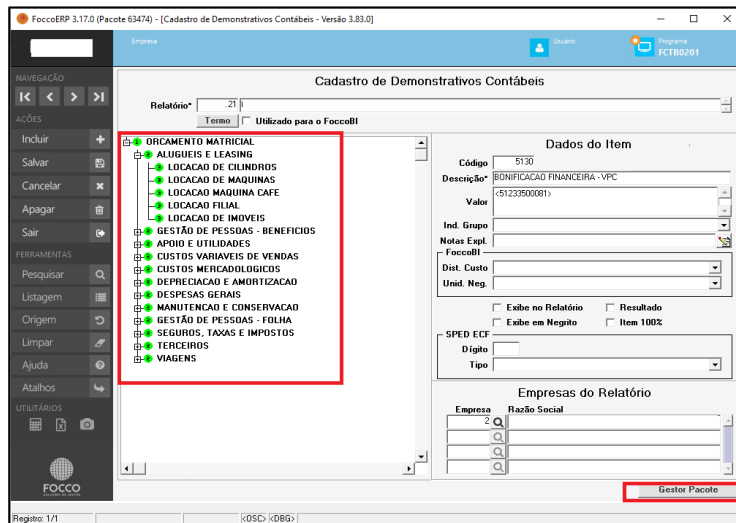 FoccoERP 3.17.0 (Pacote 63474) - [Cadastro de Demonstrativos Contábeis - Versão 3.83.0]
Empresa
Usuário
Programa
FCTB0201
NAVEGAÇÃO
AÇÕES
Incluir
Salvar
Cancelar
Apagar
Sair
FERRAMENTAS
Pesquisar
Listagem
Origem
Limpar
Ajuda
Atalhos
UTILITÁRIOS
FOCCO
Cadastro de Demonstrativos Contábeis
Relatório* .21
Termo Utilizado para o FoccoBI
ORCAMENTO MATRICIAL
ALUGUEIS E LEASING
LOCACAO DE CILINDROS
LOCACAO DE MAQUINAS
LOCACAO MAQUINA CAFE
LOCACAO FILIAL
LOCACAO DE IMOVEIS
GESTÃO DE PESSOAS - BENEFICIOS
APOIO E UTILIDADES
CUSTOS VARIAVEIS DE VENDAS
CUSTOS MERCADOLOGICOS
DEPRECIACAO E AMORTIZACAO
DESPESAS GERAIS
MANUTENCAO E CONSERVACAO
GESTÃO DE PESSOAS - FOLHA
SEGUROS, TAXAS E IMPOSTOS
TERCEIROS
VIAGENS
Dados do Item
Código 5130
Descrição* BONIFICACAO FINANCEIRA - VPC
Valor <51233500081>
Ind. Grupo
Notas Expl.
FoccoBI
Dist. Custo
Unid. Neg.
Exibe no Relatório Resultado
Exibe em Negrito Item 100%
SPED ECF
Dígito
Tipo
Empresas do Relatório
Empresa Razão Social
2
Gestor Pacote
Registro: 1/1 <OSC> <DBG>